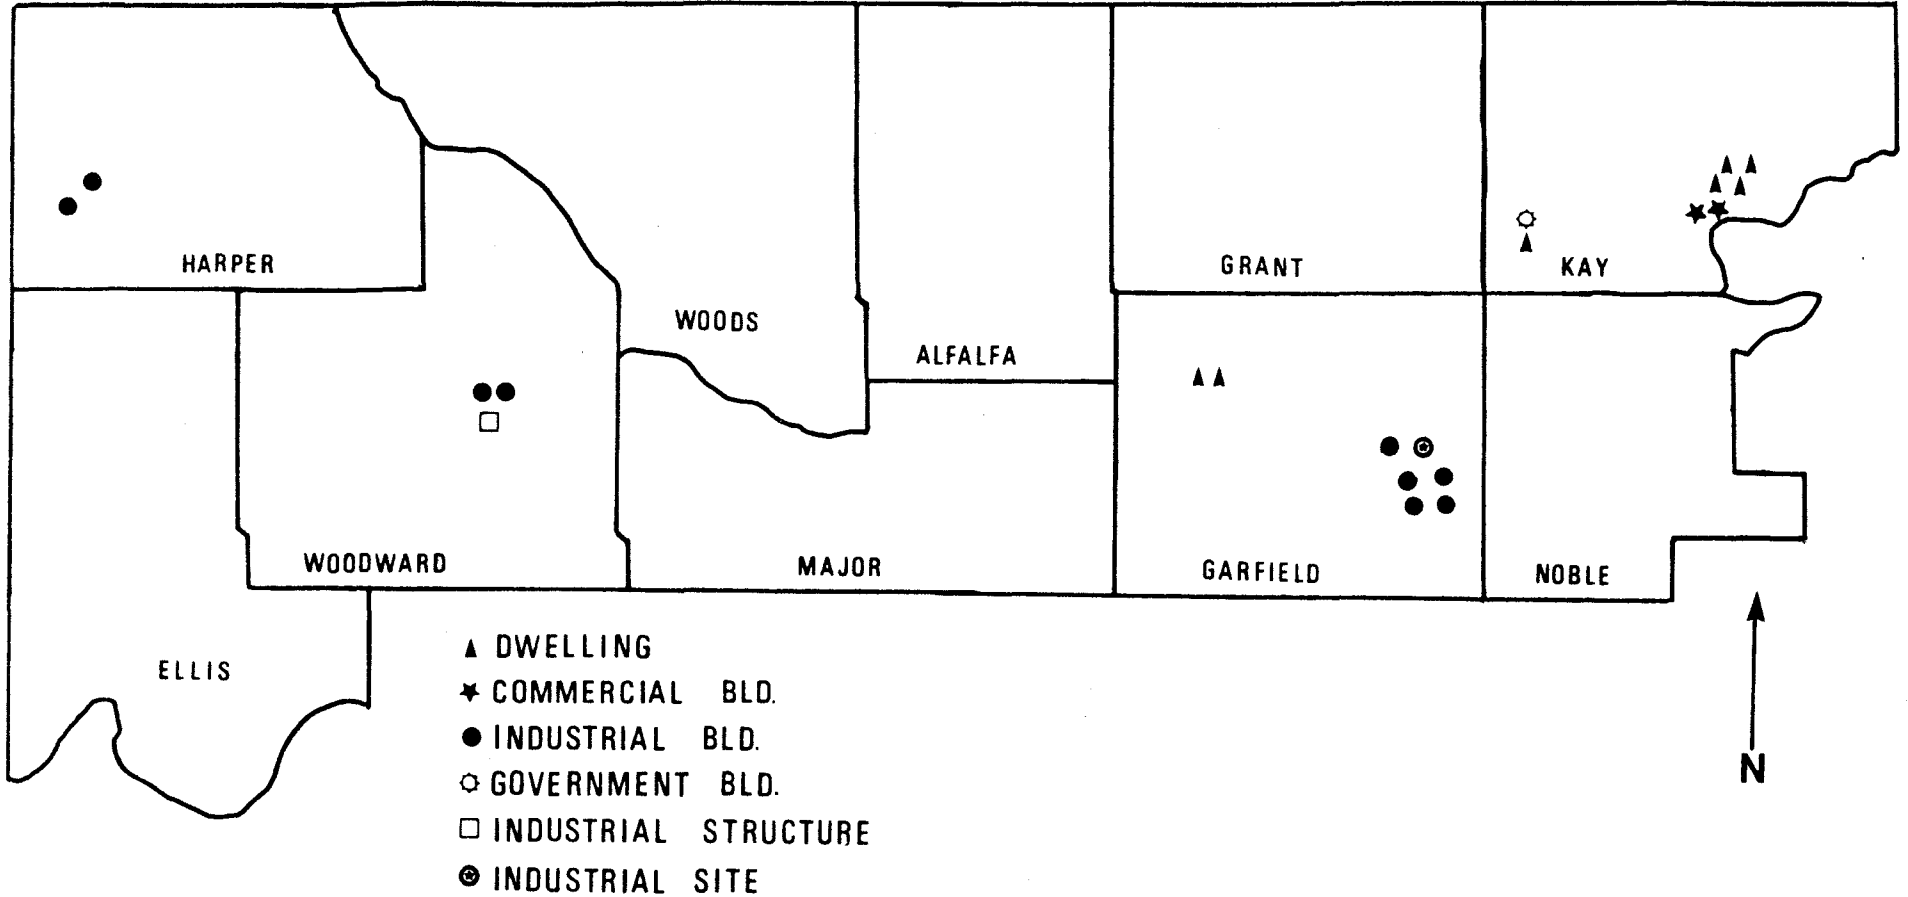 HARPER
GRANT
KAY
WOODS
ALFALFA
WOODWARD
MAJOR
GARFIELD
NOBLE
ELLIS
DWELLING
COMMERCIAL BLD.
INDUSTRIAL BLD.
GOVERNMENT BLD.
INDUSTRIAL STRUCTURE
INDUSTRIAL SITE
N